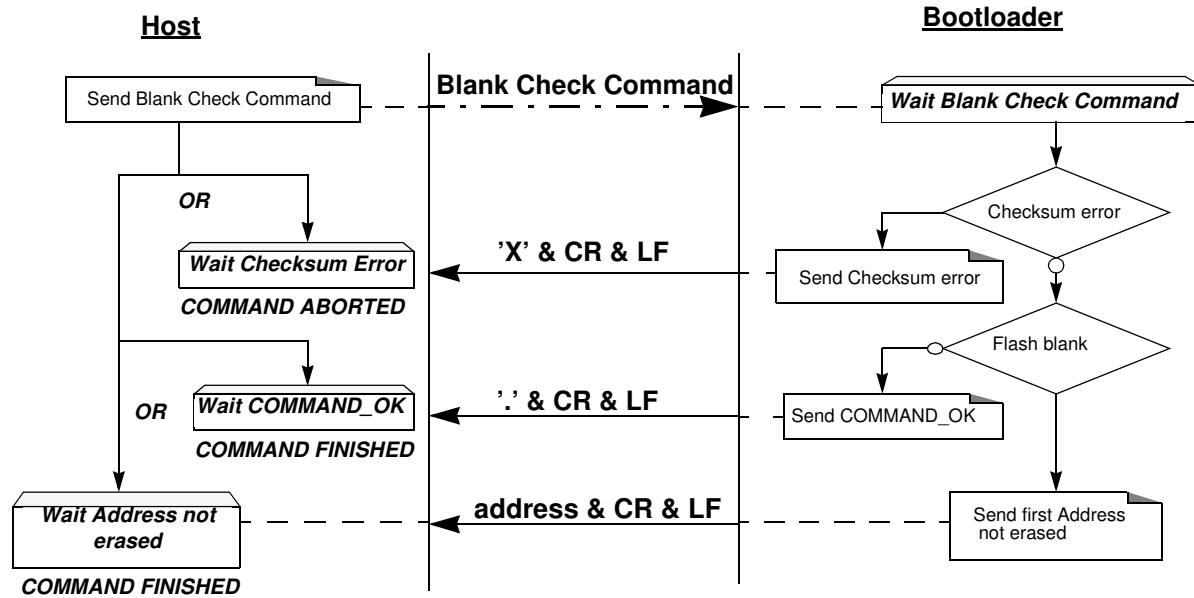 Host
Bootloader
Send Blank Check Command
Blank Check Command
Wait Blank Check Command
OR
Checksum error
Wait Checksum Error
'X' & CR & LF
Send Checksum error
COMMAND ABORTED
Flash blank
OR
Wait COMMAND_OK
'.' & CR & LF
Send COMMAND_OK
COMMAND FINISHED
Wait Address not
erased
address & CR & LF
Send first Address
not erased
COMMAND FINISHED